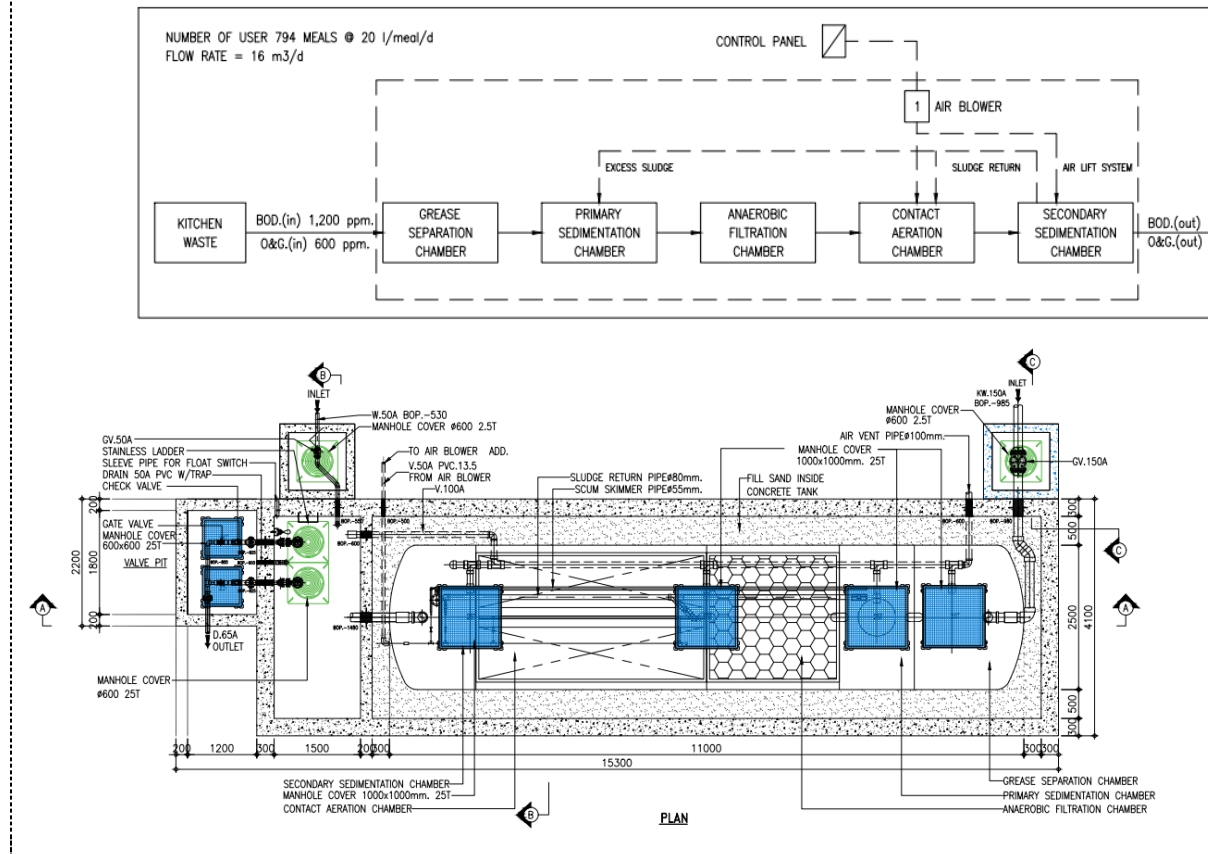 NUMBER OF USER 794 MEALS @ 20 l/meal/d
FLOW RATE = 16 m3/d
CONTROL PANEL
1 AIR BLOWER
EXCESS SLUDGE
SLUDGE RETURN
AIR LIFT SYSTEM
KITCHEN
WASTE
BOD.(in) 1,200 ppm.
O&G.(in) 600 ppm.
GREASE
SEPARATION
CHAMBER
PRIMARY
SEDIMENTATION
CHAMBER
ANAEROBIC
FILTRATION
CHAMBER
CONTACT
AERATION
CHAMBER
SECONDARY
SEDIMENTATION
CHAMBER
BOD.(out)
O&G.(out)
B
INLET
W.50A BOP.-530
MANHOLE COVER ø600 2.5T
GV.50A
STAINLESS LADDER
SLEEVE PIPE FOR FLOAT SWITCH
DRAIN 50A PVC W/TRAP
CHECK VALVE
GATE VALVE
MANHOLE COVER
600x600 25T
VALVE PIT
TO AIR BLOWER ADD.
V.50A PVC.13.5
FROM AIR BLOWER
V.100A
SLUDGE RETURN PIPEø80mm.
SCUM SKIMMER PIPEø55mm.
FILL SAND INSIDE
CONCRETE TANK
MANHOLE COVER
1000x1000mm. 25T
AIR VENT PIPEø100mm.
C
INLET
KW.150A
BOP.-985
MANHOLE COVER
ø600 2.5T
GV.150A
BOP.-500
BOP.-600
BOP.-600
BOP.-1480
C
A
A
200
1800
200
2200
300
500
2500
500
300
4100
D.65A
OUTLET
MANHOLE COVER
ø600 25T
200
1200
300
1500
200
300
11000
300
300
15300
SECONDARY SEDIMENTATION CHAMBER
MANHOLE COVER 1000x1000mm. 25T
CONTACT AERATION CHAMBER
B
GREASE SEPARATION CHAMBER
PRIMARY SEDIMENTATION CHAMBER
ANAEROBIC FILTRATION CHAMBER
PLAN